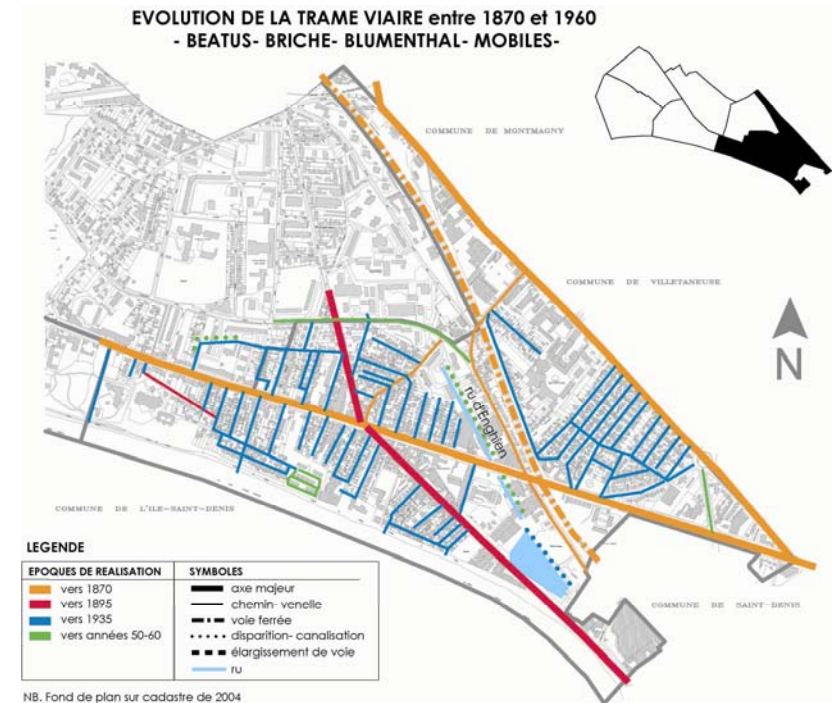 EVOLUTION DE LA TRAME VIAIRE entre 1870 et 1960
- BEATUS- BRICHE- BLUMENTHAL- MOBILES-
COMMUNE DE MONTMAGNY
COMMUNE DE VILLETANEUSE
N
ru d'Enghien
COMMUNE DE L'ILE-SAINT-DENIS
COMMUNE DE SAINT DENIS
LEGENDE
EPOQUES DE REALISATION
vers 1870
vers 1895
vers 1935
vers années 50-60
SYMBOLES
axe majeur
chemin- venelle
voie ferrée
disparition- canalisation
élargissement de voie
ru
NB. Fond de plan sur cadastre de 2004